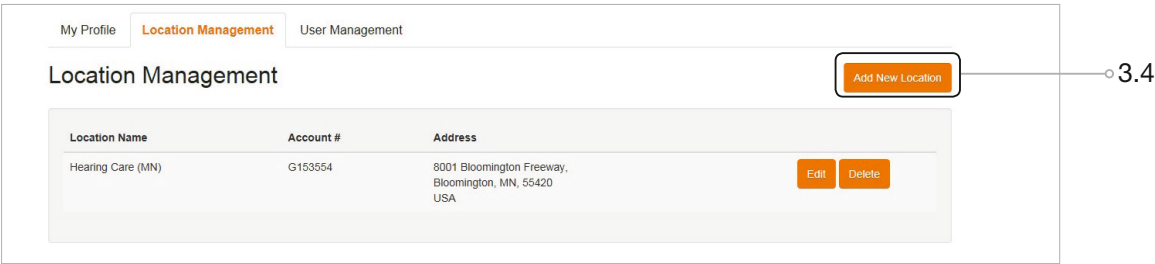 My Profile Location Management User Management
Location Management
Add New Location
3.4
Location Name Account # Address
Hearing Care (MN) G153554 8001 Bloomington Freeway,
Bloomington, MN, 55420
USA
Edit Delete